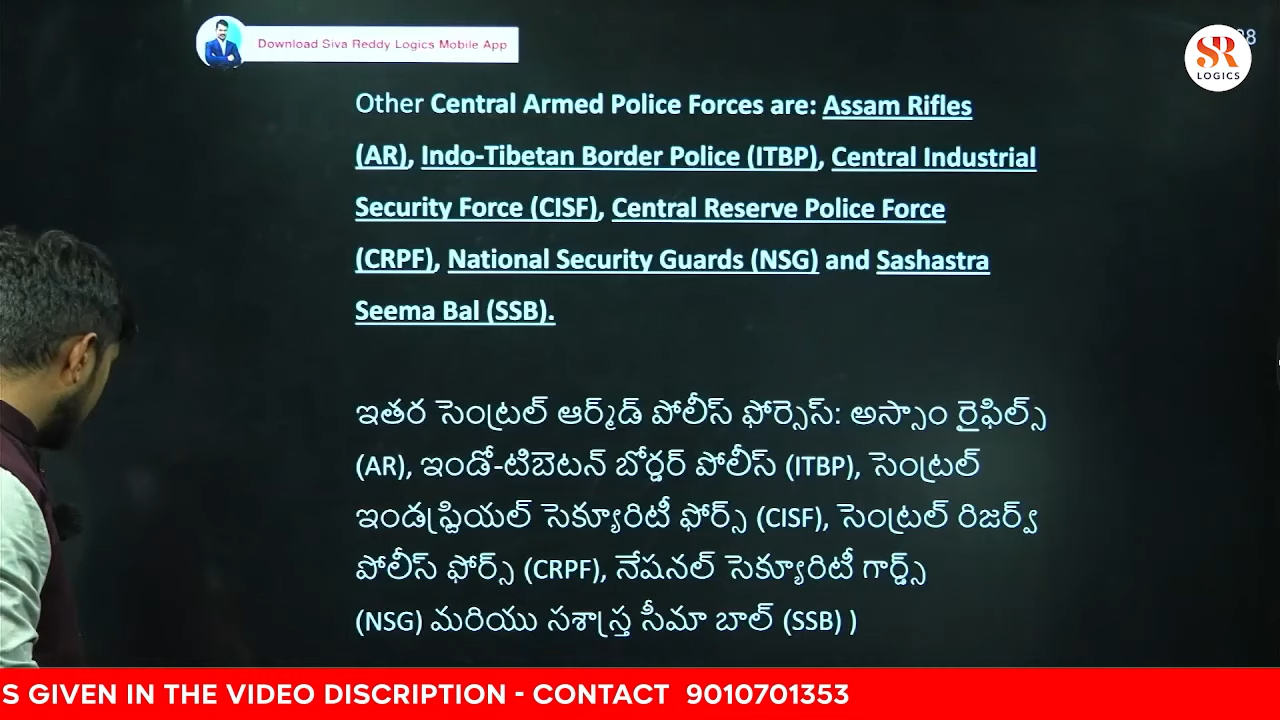 Download Siva Reddy Logics Mobile App
SR
LOGICS
Other Central Armed Police Forces are: Assam Rifles
(AR), Indo-Tibetan Border Police (ITBP), Central Industrial
Security Force (CISF), Central Reserve Police Force
(CRPF), National Security Guards (NSG) and Sashastra
Seema Bal (SSB).
ఇతర సెంట్రల్ ఆర్మ్‌డ్ పోలీస్ ఫోర్సెస్: అస్సాం రైఫిల్స్
(AR), ఇండో-టిబెటన్ బోర్డర్ పోలీస్ (ITBP), సెంట్రల్
ఇండస్ట్రియల్ సెక్యూరిటీ ఫోర్స్ (CISF), సెంట్రల్ రిజర్వ్
పోలీస్ ఫోర్స్ (CRPF), నేషనల్ సెక్యూరిటీ గార్డ్స్
(NSG) మరియు సశాస్త్ర సీమా బాల్ (SSB) )
S GIVEN IN THE VIDEO DISCRIPTION - CONTACT 9010701353